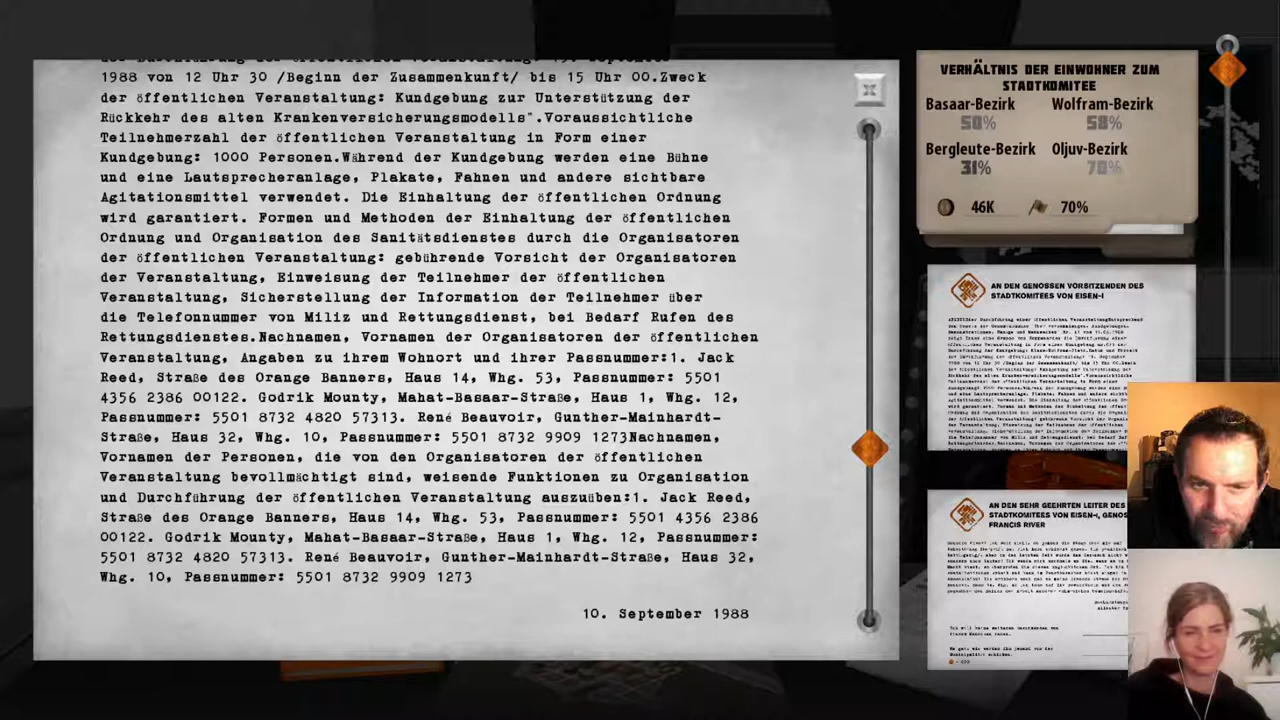 1988 von 12 Uhr 30 /Beginn der Zusammenkunft/ bis 15 Uhr 00.Zweck
der öffentlichen Veranstaltung: Kundgebung zur Unterstützung der
Rückkehr des alten Krankenversicherungsmodells".Voraussichtliche
Teilnehmerzahl der öffentlichen Veranstaltung in Form einer
Kundgebung: 1000 Personen.Während der Kundgebung werden eine Bühne
und eine Lautsprecheranlage, Plakate, Fahnen und andere sichtbare
Agitationsmittel verwendet. Die Einhaltung der öffentlichen Ordnung
wird garantiert. Formen und Methoden der Einhaltung der öffentlichen
Ordnung und Organisation des Sanitätsdienstes durch die Organisatoren
der öffentlichen Veranstaltung: gebührende Vorsicht der Organisatoren
der Veranstaltung, Einweisung der Teilnehmer der öffentlichen
Veranstaltung, Sicherstellung der Information der Teilnehmer über
die Telefonnummer von Miliz und Rettungsdienst, bei Bedarf Rufen des
Rettungsdienstes.Nachnamen, Vornamen der Organisatoren der öffentlichen
Veranstaltung, Angabe zu ihrem Wohnort und ihrer Passnummer:1. Jack
Reed, Straße des Orange Banners, Haus 14, Whg. 53, Passnummer: 5501
4356 2386 00122. Godrik Mounty, Mahat-Basaar-Straße, Haus 1, Whg. 12,
Passnummer: 5501 8732 4820 5731. René Beauvoir, Gunther-Mainhardt-
Straße, Haus 32, Whg. 10, Passnummer: 5501 8732 9909 1273Nachnamen,
Vornamen der Personen, die von Organisatoren der öffentlichen
Veranstaltung bevollmächtigt sind, weisende Funktionen zu Organisation
und Durchführung der öffentlichen Veranstaltung auszuüben:1. Jack Reed,
Straße des Orange Banners, Haus 14, Whg. 53, Passnummer: 5501 4356 2386
00122. Godrik Mounty, Mahat-Basaar-Straße, Haus 1, Whg. 12, Passnummer:
5501 8732 4820 5731. René Beauvoir, Gunther-Mainhardt-Straße, Haus 32,
Whg. 10, Passnummer: 5501 8732 9909 1273
10. September 1988
VERHÄLTNIS DER EINWOHNER ZUM
STADTKOMITEE
Basaar-Bezirk Wolfram-Bezirk
50% 58%
Bergleute-Bezirk Oljuv-Bezirk
31% 70%
46K 70%
AN DEN GENOSSEN VORSITZENDEN DES
STADTKOMITEES VON EISEN-1
AN DEN SEHR GEEHRTEN LEITER DES
STADTKOMITEES VON EISEN-1,
FRANCIS RIVER